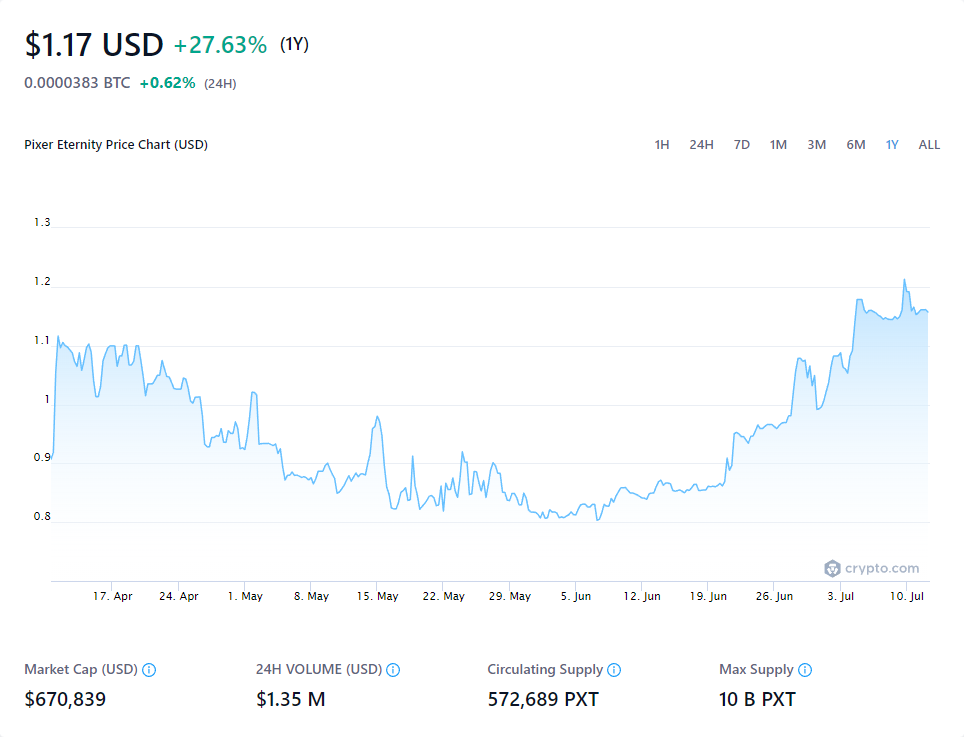 $1.17 USD +27.63% (1Y)
0.0000383 BTC +0.62% (24H)
Pixer Eternity Price Chart (USD) 1H 24H 7D 1M 3M 6M 1Y ALL
1.3
1.2
1.1
1
0.9
0.8
crypto.com
17. Apr 24. Apr 1. May 8. May 15. May 22. May 29. May 5. Jun 12. Jun 19. Jun 26. Jun 3. Jul 10. Jul
Market Cap (USD) 24H VOLUME (USD) Circulating Supply Max Supply
$670,839 $1.35 M 572,689 PXT 10 B PXT